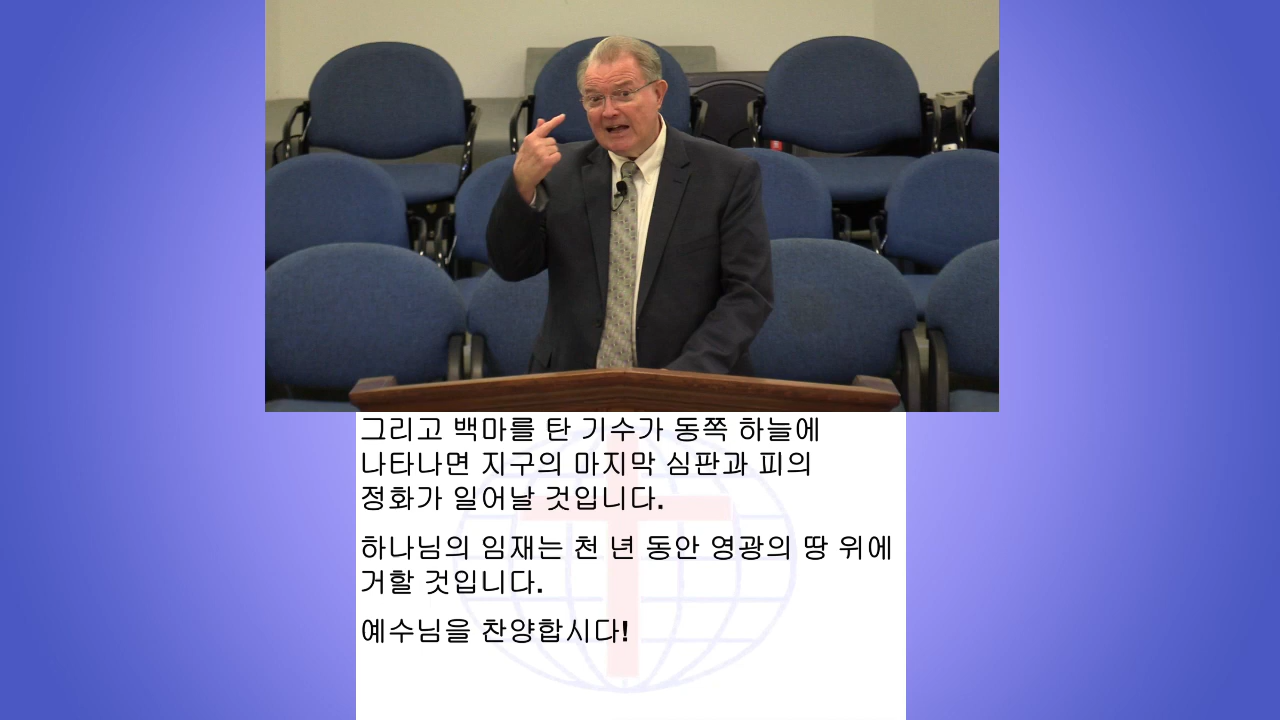 그리고 백마를 탄 기수가 동쪽 하늘에
나타나면 지구의 마지막 심판과 피의
정화가 일어날 것입니다.
하나님의 임재는 천 년 동안 영광의 땅 위에
거할 것입니다.
예수님을 찬양합시다!